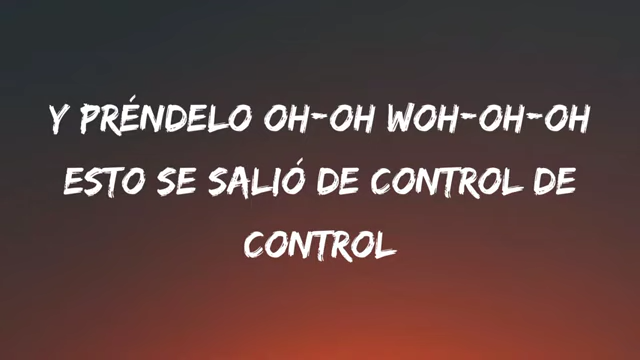 Y PRÉNDELO OH-OH WOH-OH-OH
ESTO SE SALIÓ DE CONTROL DE
CONTROL